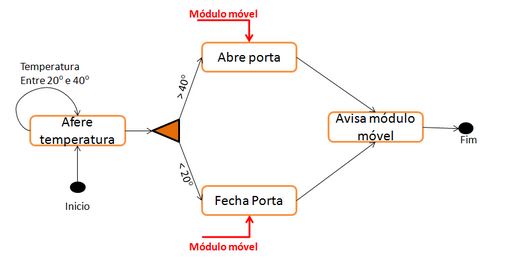 Módulo móvel
Abre porta
Temperatura
Entre 20º e 40º
> 40º
Afere
temperatura
Avisa módulo
móvel
Fim
< 20º
Inicio
Fecha Porta
Módulo móvel